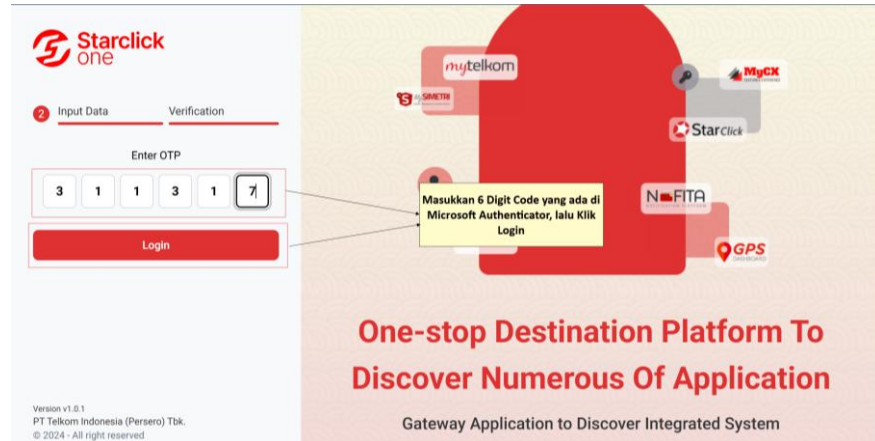 Starclick
one
2 Input Data Verification
Enter OTP
3 1 1 3 1 7
Login
Version v1.0.1
PT Telkom Indonesia (Persero) Tbk.
© 2024 - All right reserved
mytelkom
MyCX
SIMETRI
Starclick
Masukkan 6 Digit Code yang ada di
Microsoft Authenticator, lalu Klik
Login
NFITA
GPS
DASHBOARD
One-stop Destination Platform To
Discover Numerous Of Application
Gateway Application to Discover Integrated System